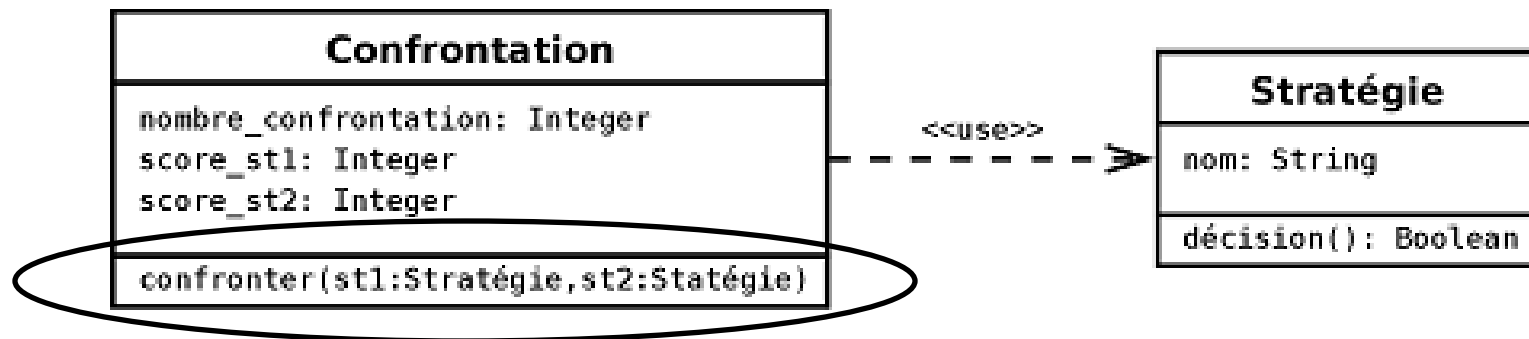 Confrontation
nombre_confrontation: Integer
score_st1: Integer
score_st2: Integer
confronter(st1:Stratégie,st2:Statégie)
<<use>>
Stratégie
nom: String
décision(): Boolean